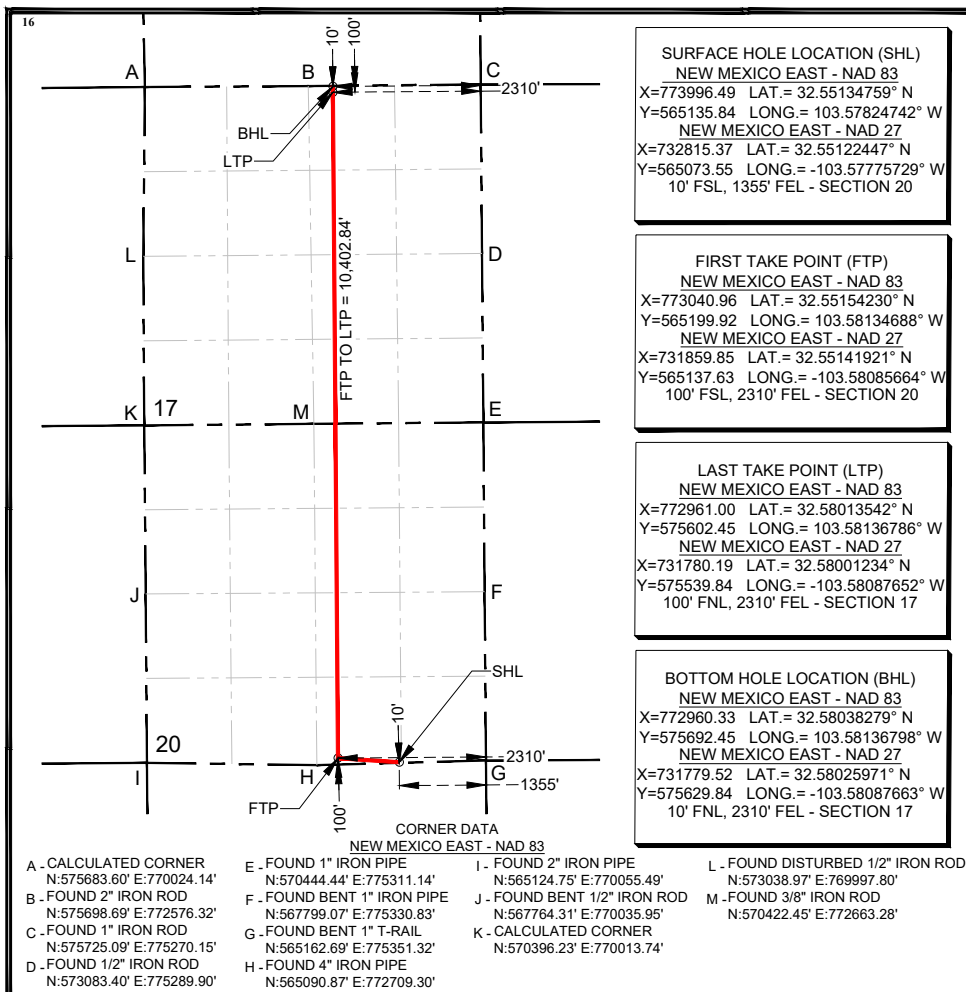 16
A
B
C
10'
100'
2310'
BHL
LTP
L
D
FTP TO LTP = 10,402.84'
K
17
M
E
J
F
SHL
10'
20
2310'
I
H
G
1355'
FTP
100'
SURFACE HOLE LOCATION (SHL)
NEW MEXICO EAST - NAD 83
X=773996.49 LAT.= 32.55134759° N
Y=565135.84 LONG.= 103.57824742° W
NEW MEXICO EAST - NAD 27
X=732815.37 LAT.= 32.55122447° N
Y=565073.55 LONG.= -103.57775729° W
10' FSL, 1355' FEL - SECTION 20
FIRST TAKE POINT (FTP)
NEW MEXICO EAST - NAD 83
X=773040.96 LAT.= 32.55154230° N
Y=565199.92 LONG.= 103.58134688° W
NEW MEXICO EAST - NAD 27
X=731859.85 LAT.= 32.55141921° N
Y=565137.63 LONG.= -103.58085664° W
100' FSL, 2310' FEL - SECTION 20
LAST TAKE POINT (LTP)
NEW MEXICO EAST - NAD 83
X=772961.00 LAT.= 32.58013542° N
Y=575602.45 LONG.= 103.58136786° W
NEW MEXICO EAST - NAD 27
X=731780.19 LAT.= 32.58001234° N
Y=575539.84 LONG.= -103.58087652° W
100' FNL, 2310' FEL - SECTION 17
BOTTOM HOLE LOCATION (BHL)
NEW MEXICO EAST - NAD 83
X=772960.33 LAT.= 32.58038279° N
Y=575692.45 LONG.= 103.58136798° W
NEW MEXICO EAST - NAD 27
X=731779.52 LAT.= 32.58025971° N
Y=575629.84 LONG.= -103.58087663° W
10' FNL, 2310' FEL - SECTION 17
CORNER DATA
NEW MEXICO EAST - NAD 83
A - CALCULATED CORNER
N:575683.60' E:770024.14'
B - FOUND 2" IRON ROD
N:575698.69' E:772576.32'
C - FOUND 1" IRON ROD
N:575725.09' E:775270.15'
D - FOUND 1/2" IRON ROD
N:573083.40' E:775289.90'
E - FOUND 1" IRON PIPE
N:570444.44' E:775311.14'
F - FOUND BENT 1" IRON PIPE
N:567799.07' E:775330.83'
G - FOUND BENT 1" T-RAIL
N:565162.69' E:775351.32'
H - FOUND 4" IRON PIPE
N:565090.87' E:772709.30'
I - FOUND 2" IRON PIPE
N:565124.75' E:770055.49'
J - FOUND BENT 1/2" IRON ROD
N:567764.31' E:770035.95'
K - CALCULATED CORNER
N:570396.23' E:770013.74'
L - FOUND DISTURBED 1/2" IRON ROD
N:573038.97' E:769997.80'
M - FOUND 3/8" IRON ROD
N:570422.45' E:772663.28'